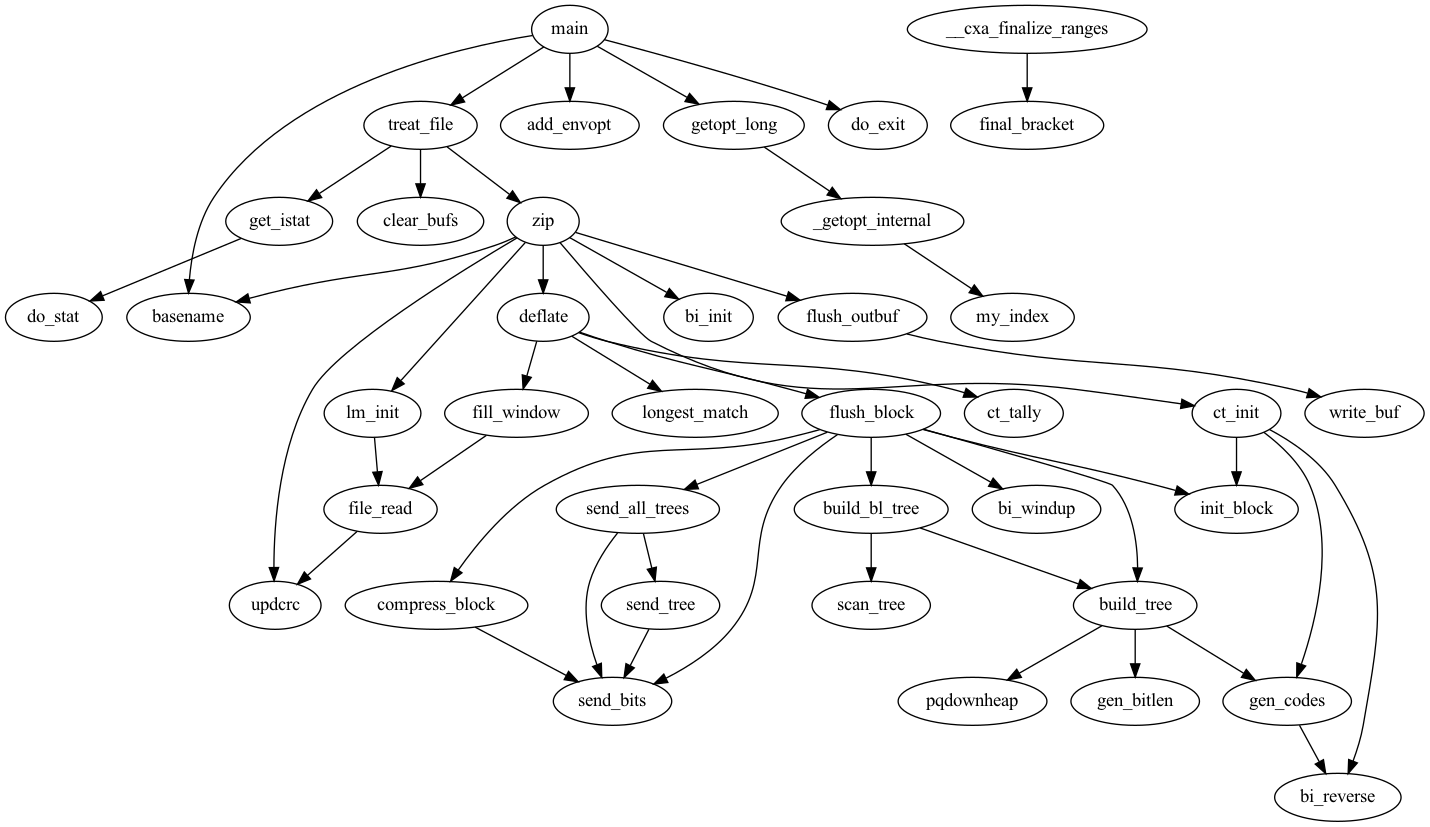 main
__cxa_finalize_ranges
treat_file
add_envopt
getopt_long
do_exit
final_bracket
get_istat
clear_bufs
zip
_getopt_internal
do_stat
basename
deflate
bi_init
flush_outbuf
my_index
lm_init
fill_window
longest_match
flush_block
ct_tally
ct_init
write_buf
file_read
send_all_trees
build_bl_tree
bi_windup
init_block
updcrc
compress_block
send_tree
scan_tree
build_tree
send_bits
pqdownheap
gen_bitlen
gen_codes
bi_reverse